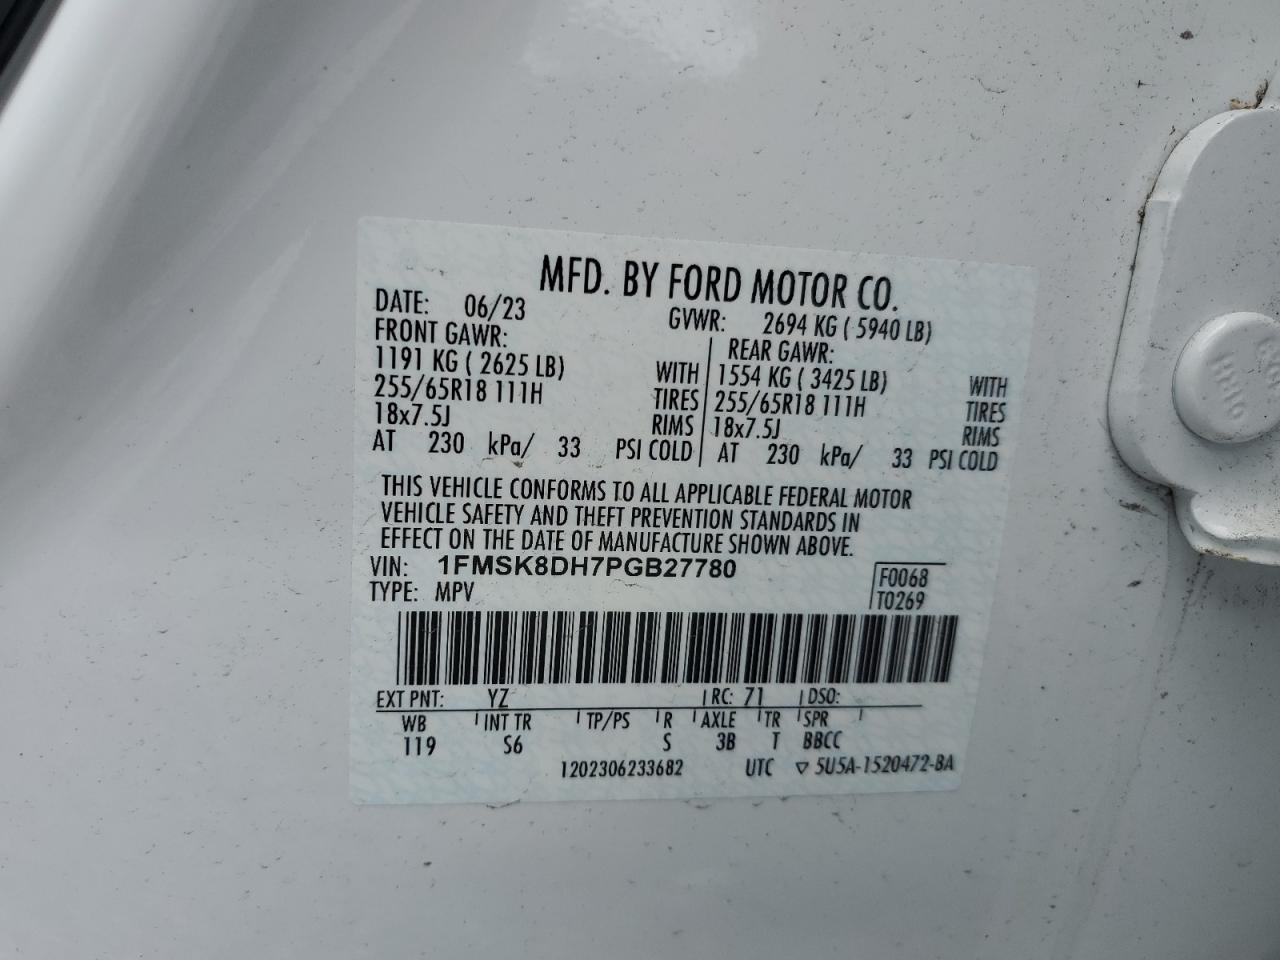 MFD. BY FORD MOTOR CO.
DATE: 06/23 GVWR: 2694 KG ( 5940 LB)
FRONT GAWR: REAR GAWR:
1191 KG ( 2625 LB) WITH 1554 KG ( 3425 LB) WITH
255/65R18 111H TIRES 255/65R18 111H TIRES
18x7.5J RIMS 18x7.5J RIMS
AT 230 kPa/ 33 PSI COLD AT 230 kPa/ 33 PSI COLD
THIS VEHICLE CONFORMS TO ALL APPLICABLE FEDERAL MOTOR
VEHICLE SAFETY AND THEFT PREVENTION STANDARDS IN
EFFECT ON THE DATE OF MANUFACTURE SHOWN ABOVE.
VIN: 1FMSK8DH7PGB27780 F0068
TYPE: MPV T0269
EXT PNT: YZ RC: 71 DSO:
WB INT TR TP/PS R AXLE TR SPR
119 S6 S 3B T BBCC
1202306233682 UTC ▽ 5U5A-1520472-BA